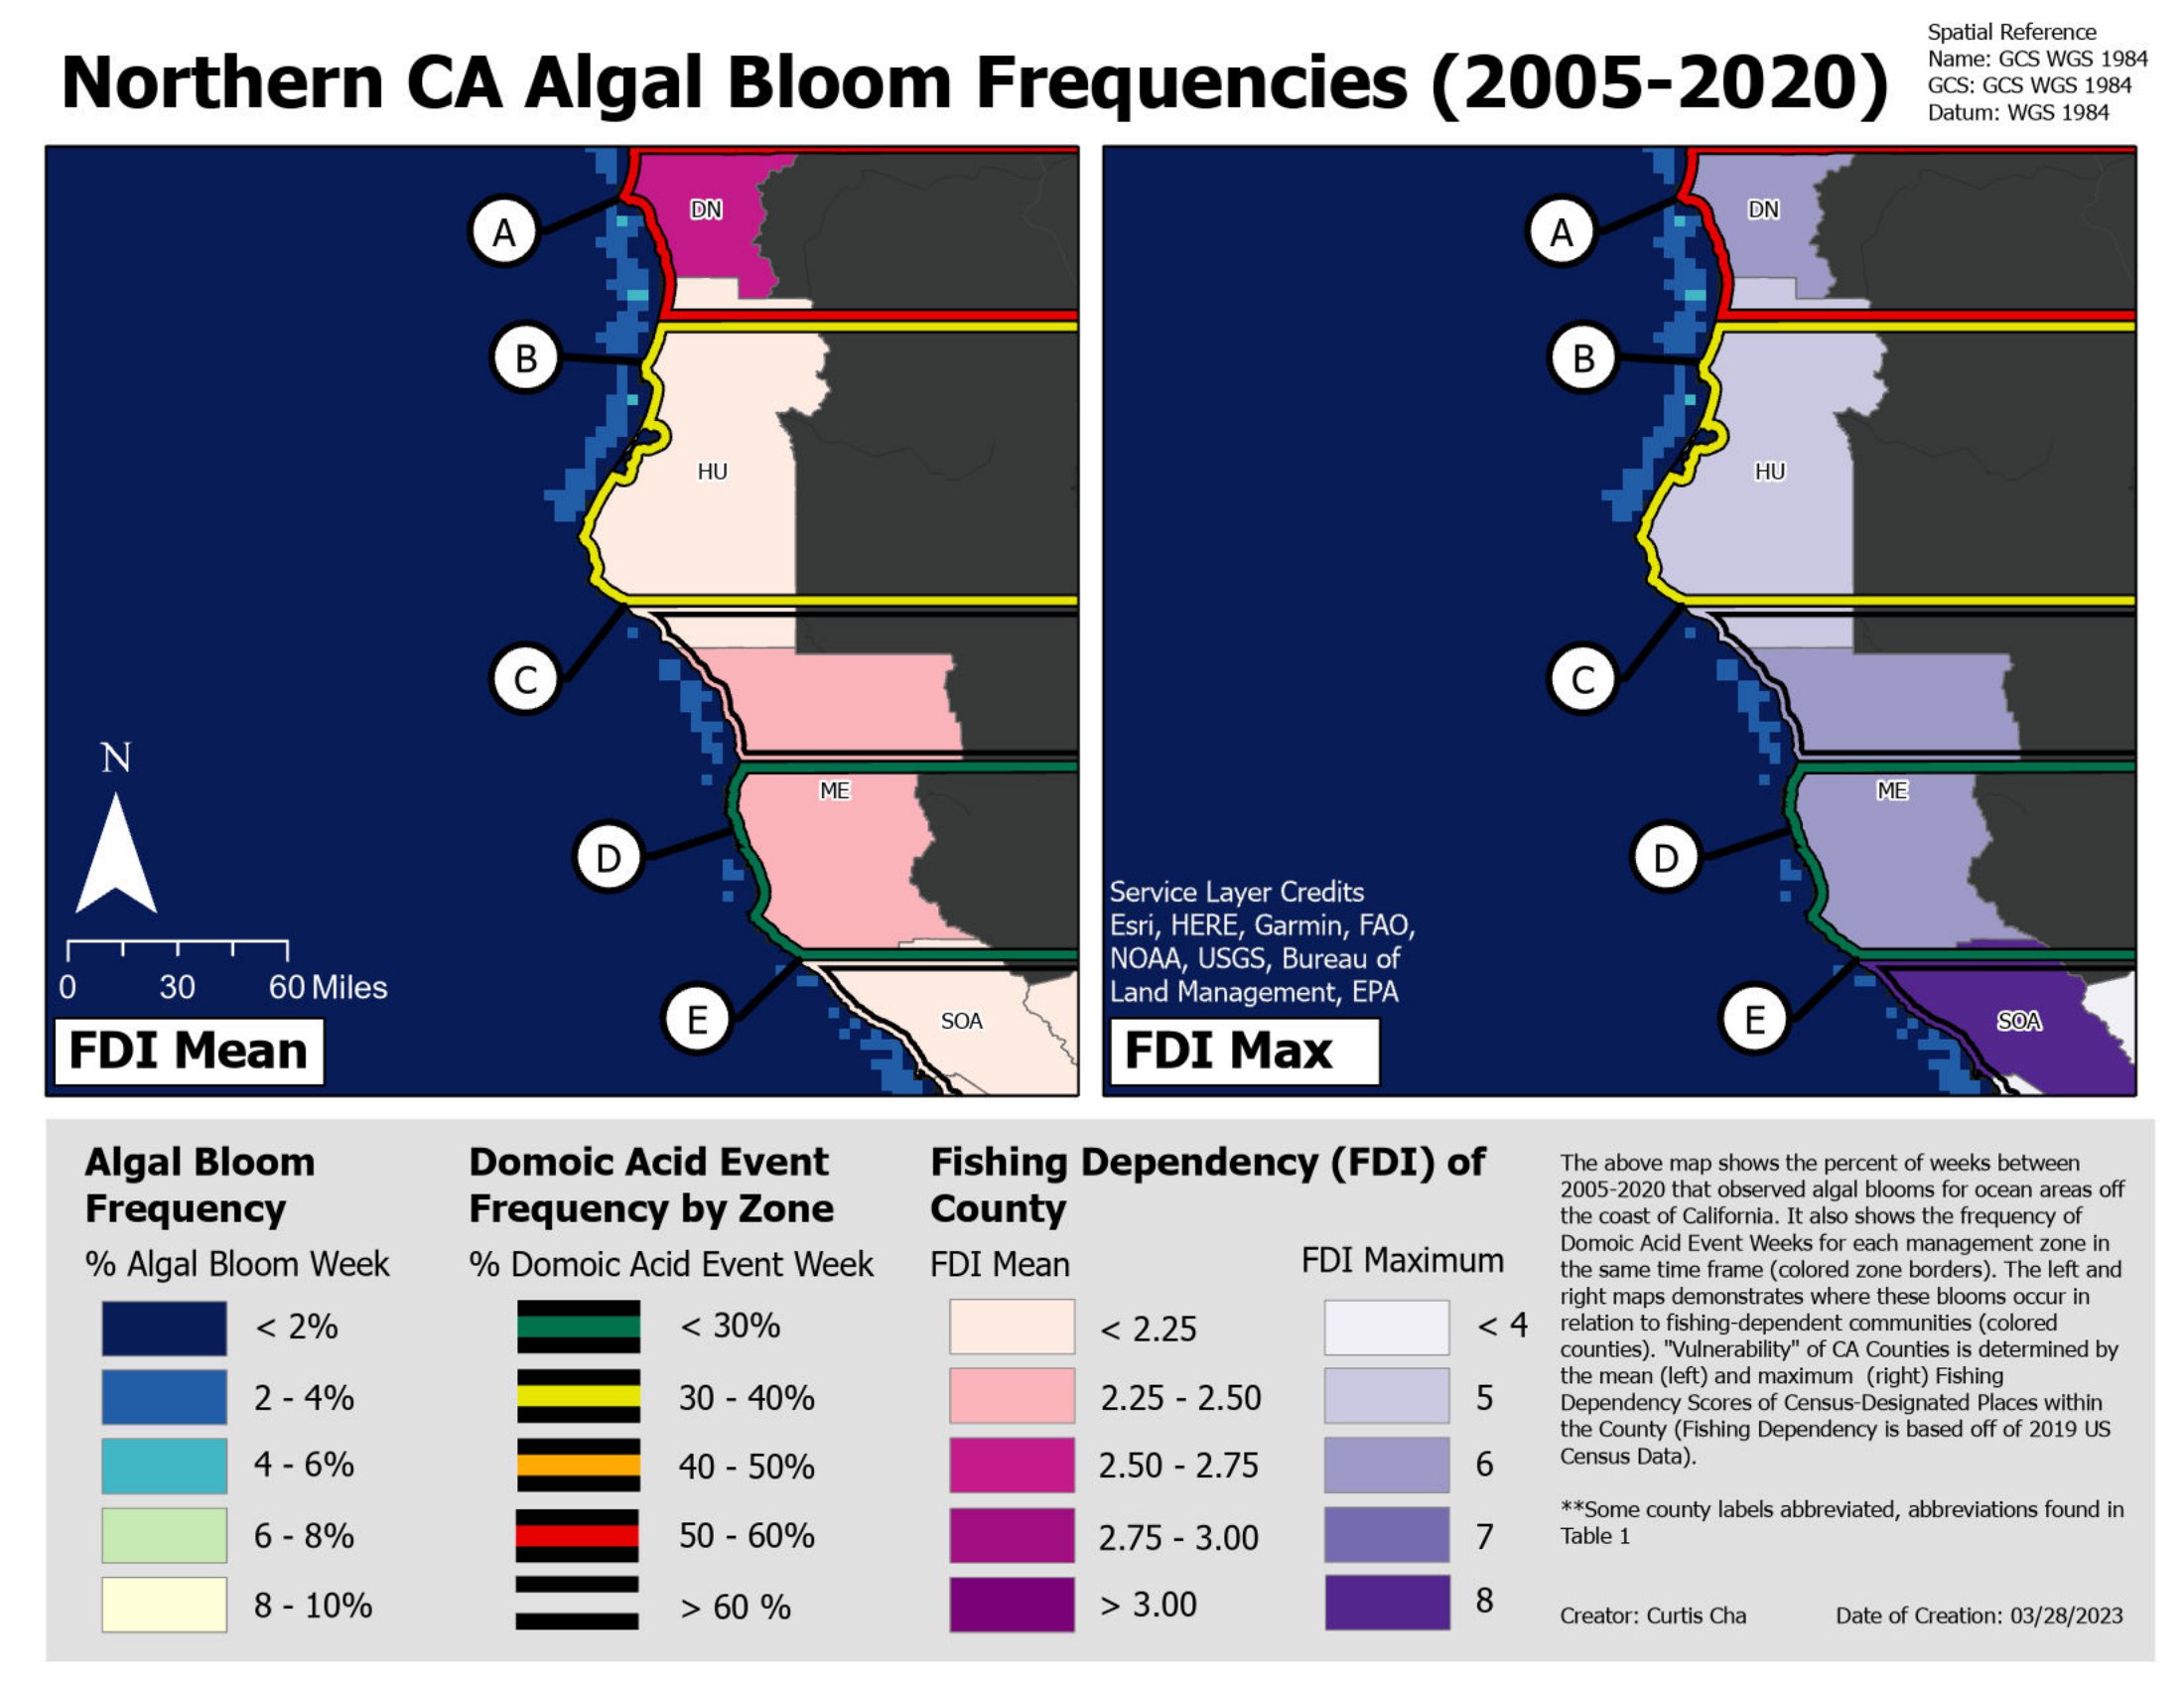 Northern CA Algal Bloom Frequencies (2005-2020)
Spatial Reference
Name: GCS WGS 1984
GCS: GCS WGS 1984
Datum: WGS 1984
A
DN
B
HU
C
N
ME
D
0 30 60 Miles
E
SOA
FDI Mean
A
DN
B
HU
C
ME
D
Service Layer Credits
Esri, HERE, Garmin, FAO,
NOAA, USGS, Bureau of
Land Management, EPA
E
SOA
FDI Max
Algal Bloom
Frequency
% Algal Bloom Week
< 2%
2 - 4%
4 - 6%
6 - 8%
8 - 10%
Domoic Acid Event
Frequency by Zone
% Domoic Acid Event Week
< 30%
30 - 40%
40 - 50%
50 - 60%
> 60 %
Fishing Dependency (FDI) of
County
FDI Mean
< 2.25
2.25 - 2.50
2.50 - 2.75
2.75 - 3.00
> 3.00
FDI Maximum
< 4
5
6
7
8
The above map shows the percent of weeks between
2005-2020 that observed algal blooms for ocean areas off
the coast of California. It also shows the frequency of
Domoic Acid Event Weeks for each management zone in
the same time frame (colored zone borders). The left and
right maps demonstrates where these blooms occur in
relation to fishing-dependent communities (colored
counties). "Vulnerability" of CA Counties is determined by
the mean (left) and maximum (right) Fishing
Dependency Scores of Census-Designated Places within
the County (Fishing Dependency is based off of 2019 US
Census Data).
**Some county labels abbreviated, abbreviations found in
Table 1
Creator: Curtis Cha
Date of Creation: 03/28/2023